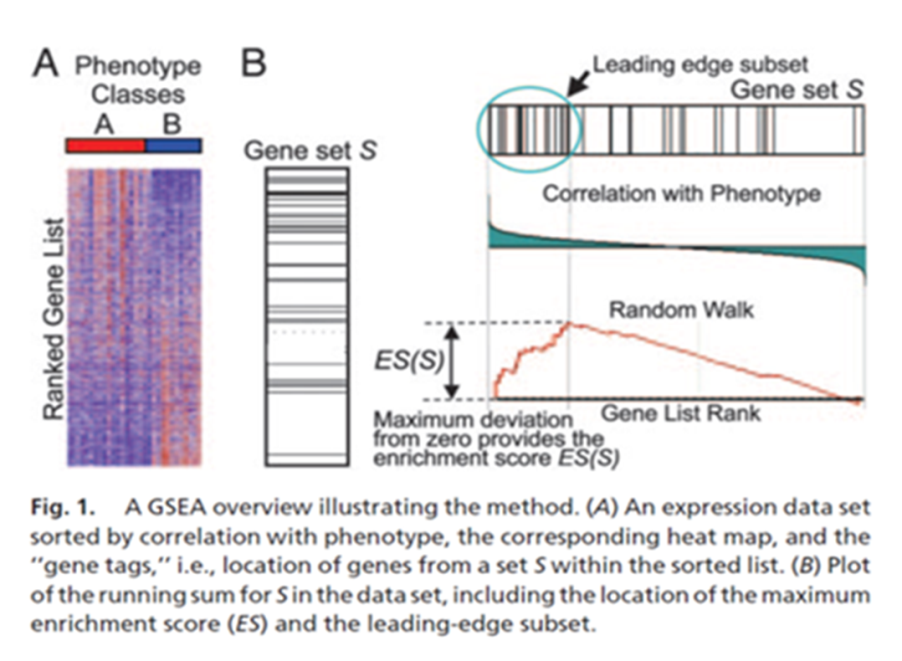 A
Phenotype
Classes
A B
Ranked Gene List
B
Gene set S
Leading edge subset
Gene set S
Correlation with Phenotype
Random Walk
ES(S)
Gene List Rank
Maximum deviation
from zero provides the
enrichment score ES(S)
Fig. 1. A GSEA overview illustrating the method. (A) An expression data set
sorted by correlation with phenotype, the corresponding heat map, and the
"gene tags," i.e., location of genes from a set S within the sorted list. (B) Plot
of the running sum for S in the data set, including the location of the maximum
enrichment score (ES) and the leading-edge subset.